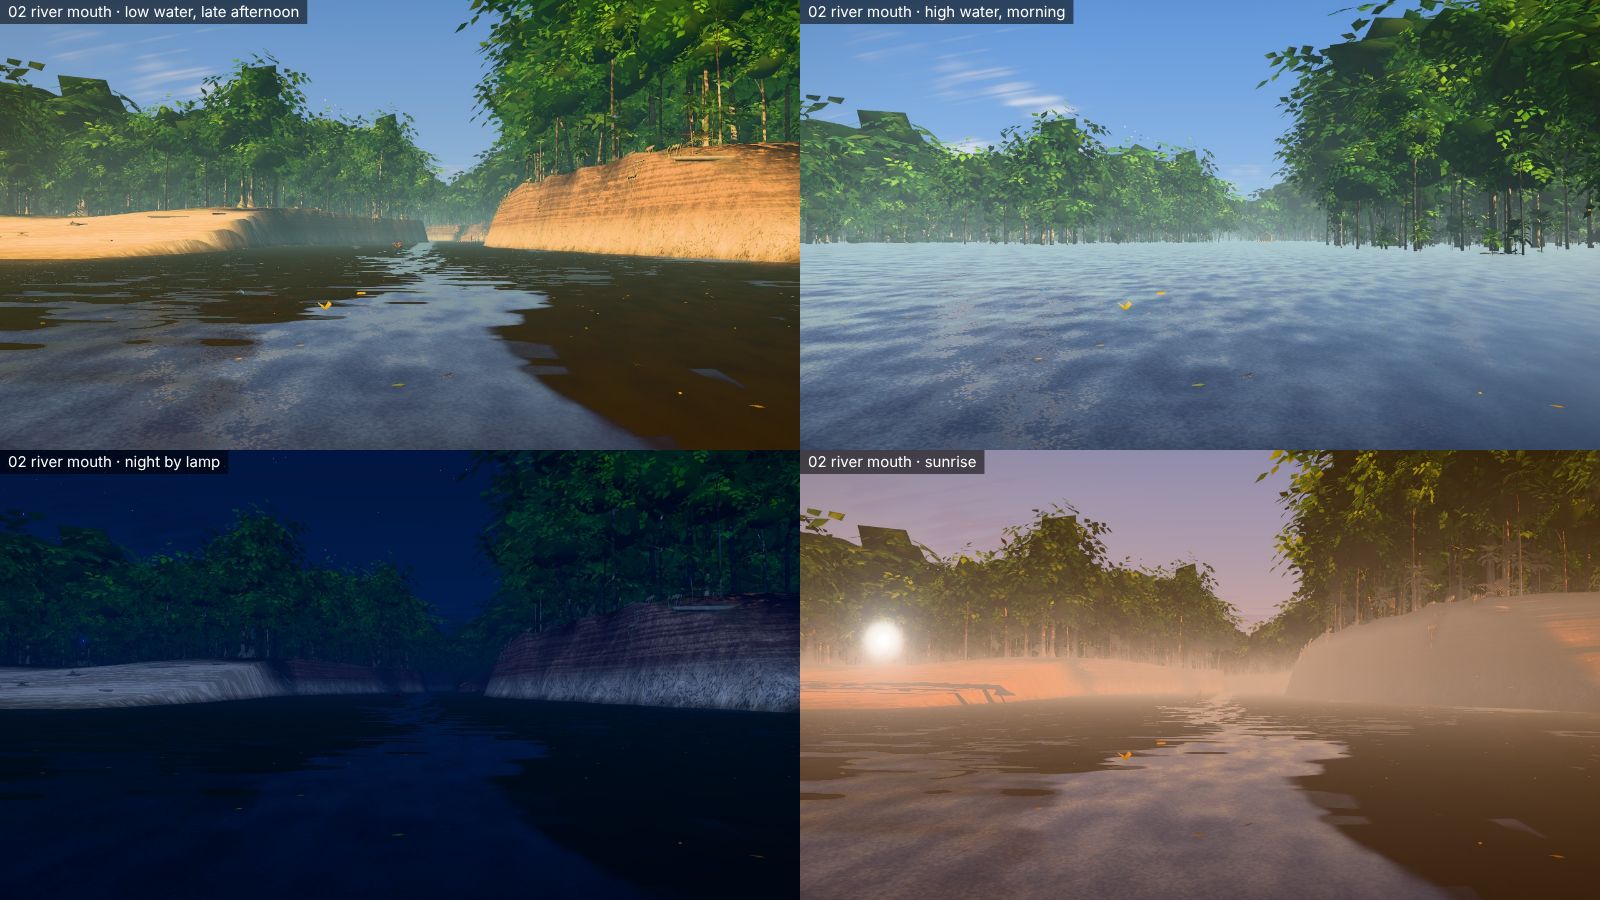 02 river mouth · low water, late afternoon
02 river mouth · high water, morning
02 river mouth · night by lamp
02 river mouth · sunrise